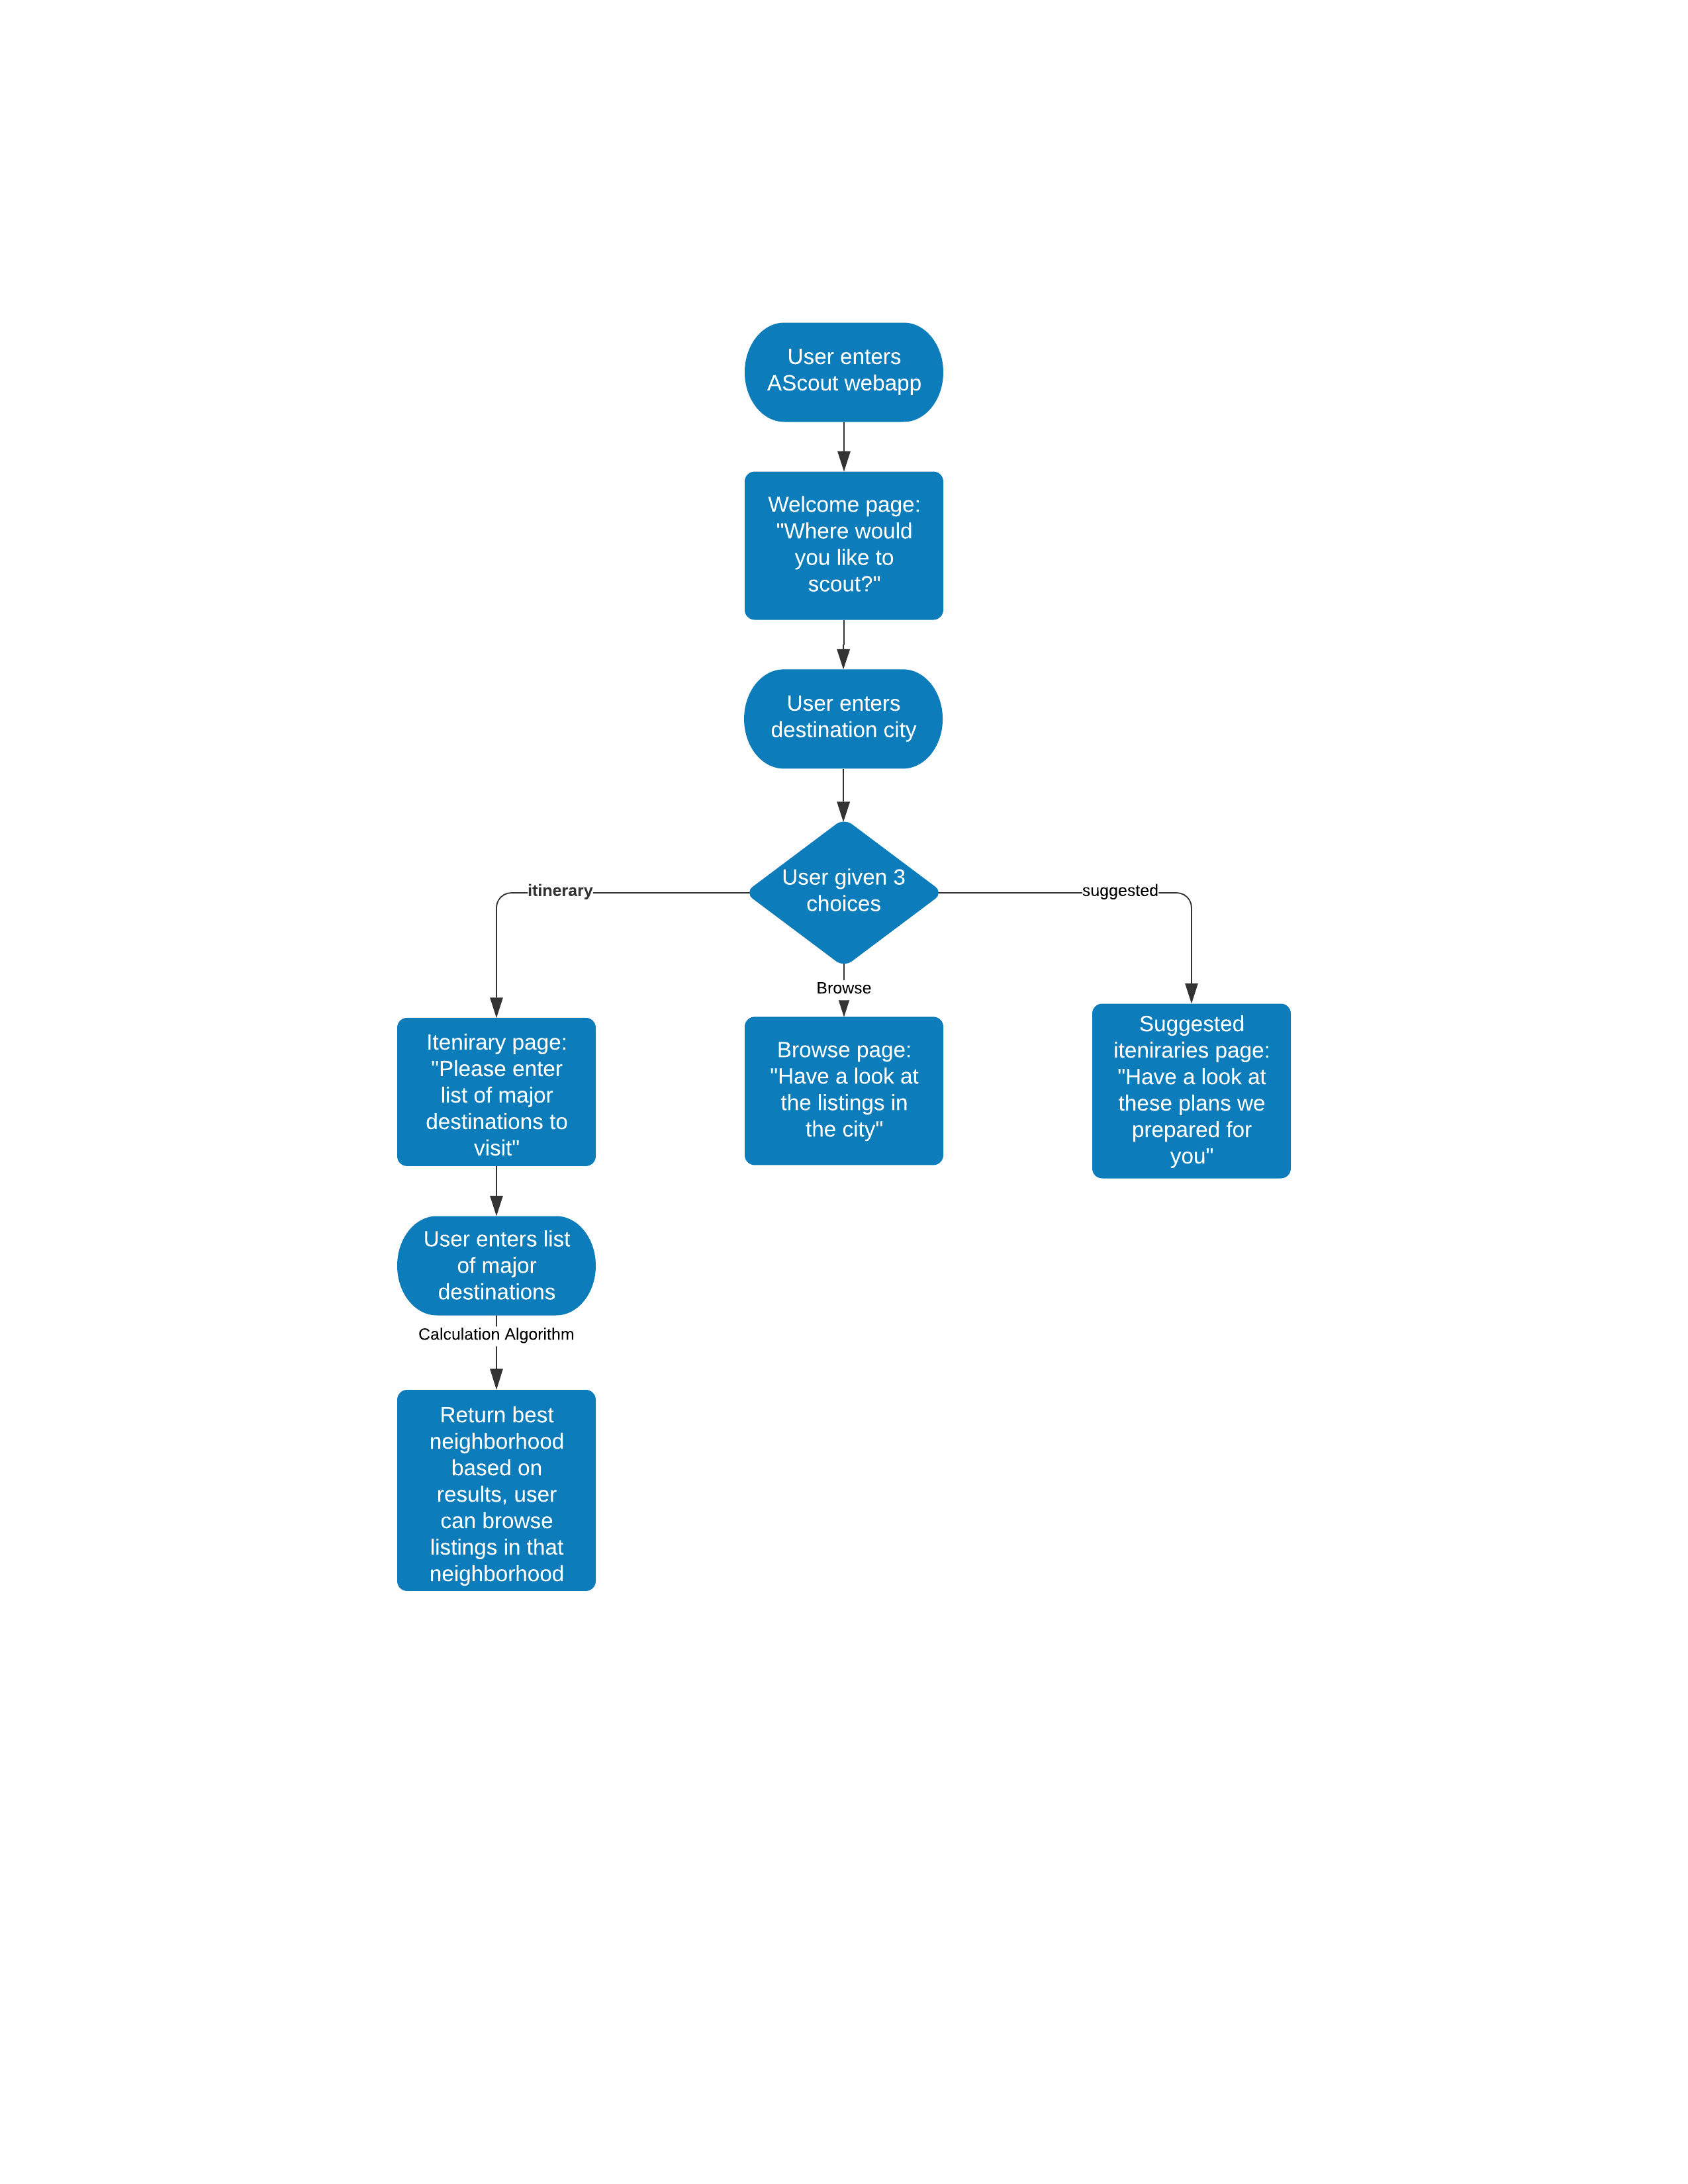 User enters
AScout webapp
Welcome page:
"Where would
you like to
scout?"
User enters
destination city
User given 3
choices
itinerary
suggested
Browse
Itenirary page:
"Please enter
list of major
destinations to
visit"
Browse page:
"Have a look at
the listings in
the city"
Suggested
iteniraries page:
"Have a look at
these plans we
prepared for
you"
User enters list
of major
destinations
Calculation Algorithm
Return best
neighborhood
based on
results, user
can browse
listings in that
neighborhood